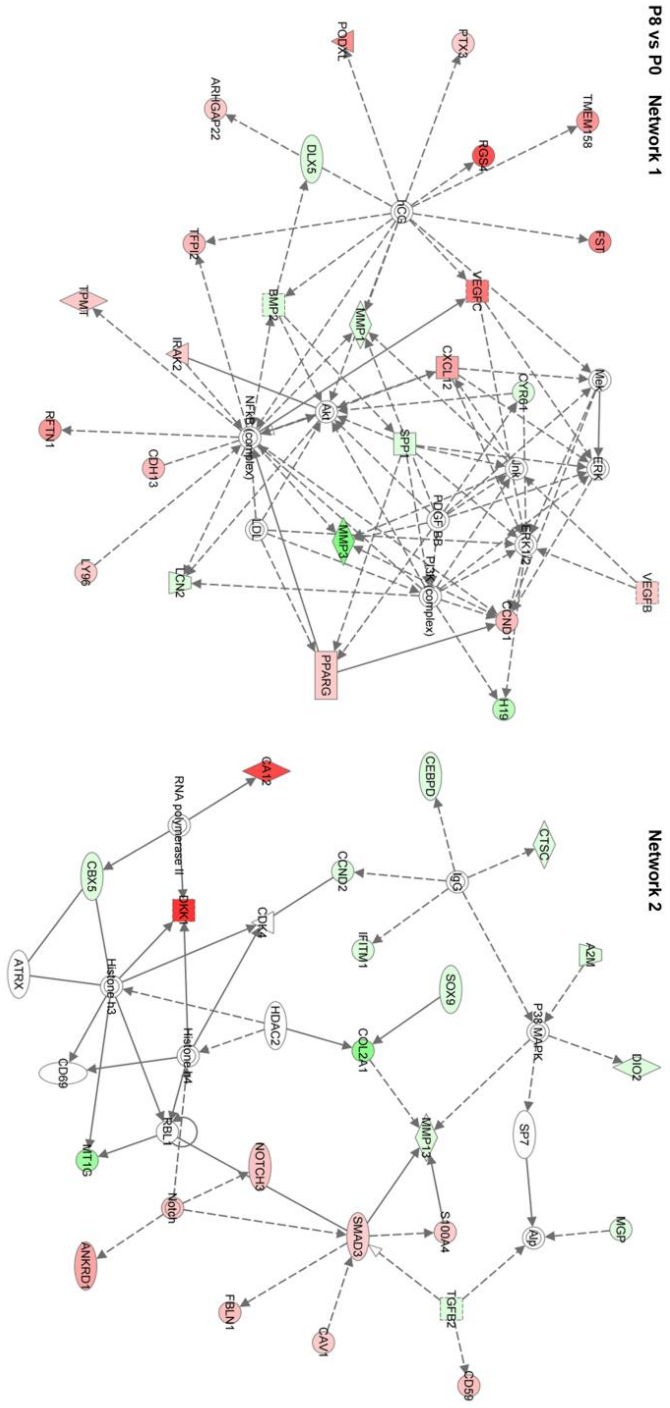 P8 vs P0 Network 1
PTX3
PODXL
TMEM158
ARHGAP22
RGS4
DLX5
hCG
FST
TFPI2
VEGFC
BMP2
MMP1
TPMT
IRAK2
CXCL12
Mek
CYR61
Akt
RFTN1
NFkB (complex)
SPP1
Jnk
ERK
CDH13
PDGF BB
LDL
MMP3
ERK1/2
LY96
LCN2
PI3K (complex)
VEGFB
CCND1
PPARG
H19
Network 2
CEBPD
CA12
RNA polymerase II
CTSC
CBX5
CCND2
IgG
DKK1
CDK4
IFITM1
A2M
ATRX
Histone h3
SOX9
HDAC2
P38 MAPK
COL2A1
DIO2
CD69
Histone h4
RBL1
MMP13
SP7
MT1G
NOTCH3
Notch
S100A4
MGP
SMAD3
Alp
ANKRD1
TGFB2
FBLN1
CAV1
CD59